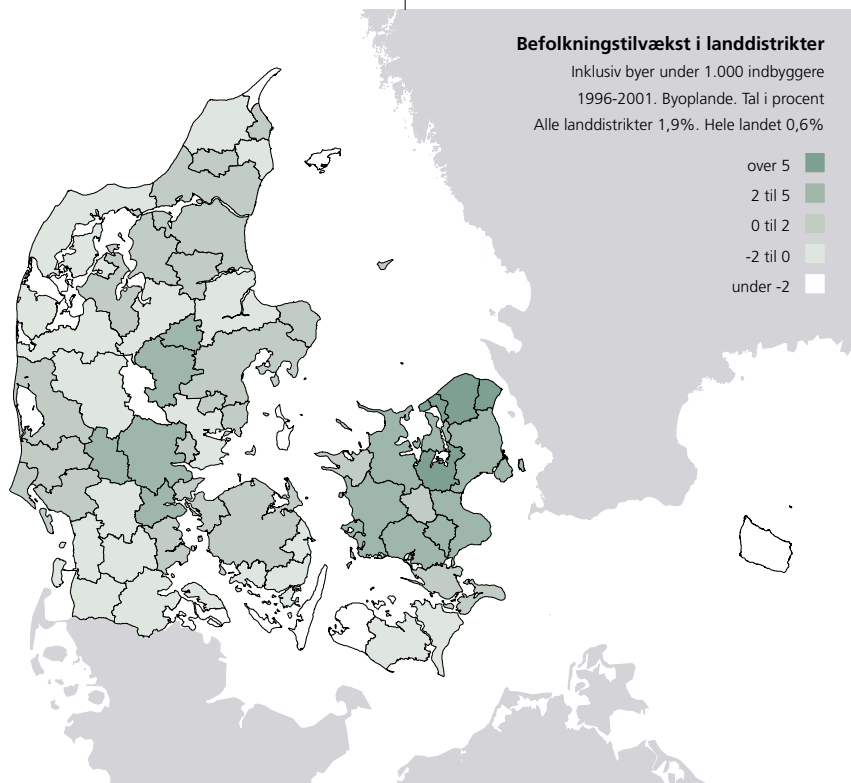 Befolkningstilvækst i landdistrikter
Inklusiv byer under 1.000 indbyggere
1996-2001. Byoplande. Tal i procent
Alle landdistrikter 1,9%. Hele landet 0,6%
over 5
2 til 5
0 til 2
-2 til 0
under -2